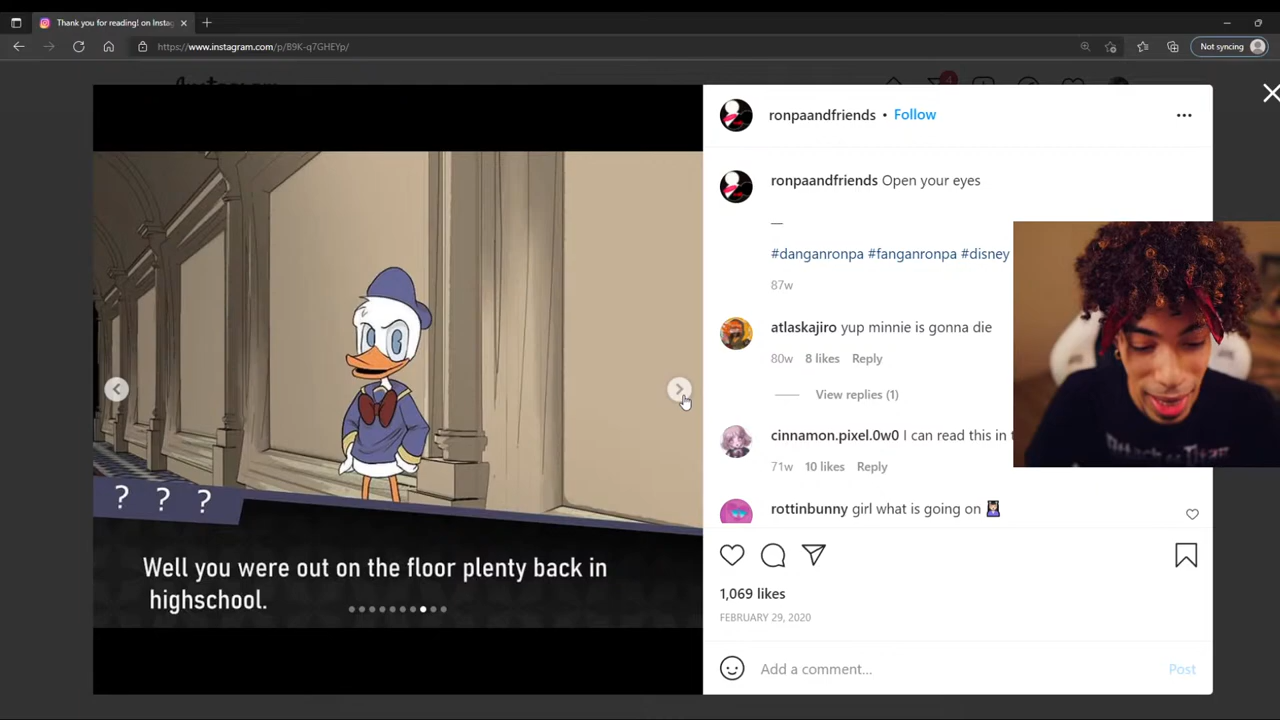 Thank you for reading! on Insta
Not syncing
https://www.instagram.com/p/B9K-q7GHEYp/
Instagram
4
ronpaandfriends • Follow
ronpaandfriends Open your eyes
—
#danganronpa #fanganronpa #disney
87w
atlaskajiro yup minnie is gonna die
80w 8 likes Reply
View replies (1)
cinnamon.pixel.0w0 I can read this in
71w 10 likes Reply
rottinbunny girl what is going on
? ? ?
Well you were out on the floor plenty back in
highschool.
1,069 likes
FEBRUARY 29, 2020
Add a comment...
Post